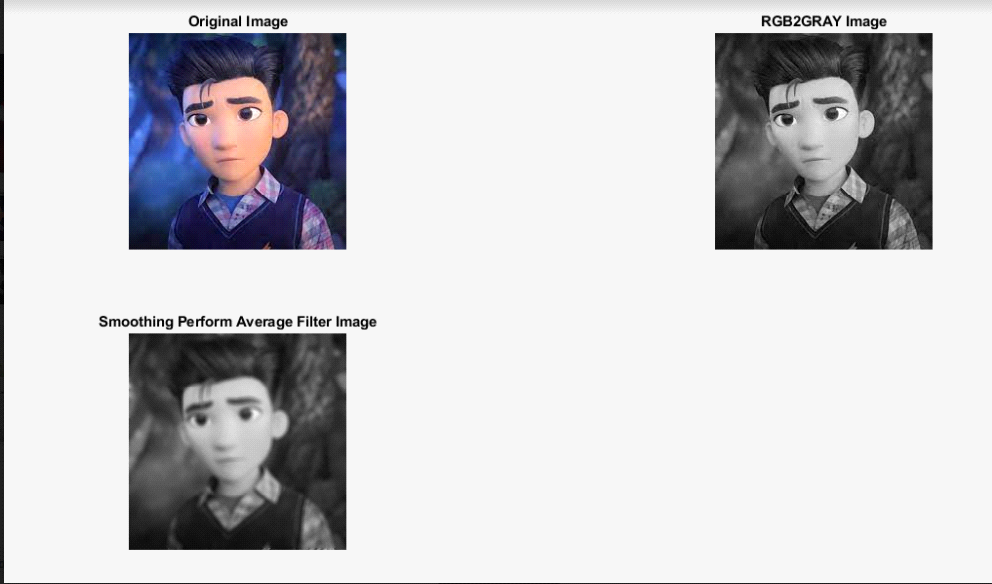 Original Image
RGB2GRAY Image
Smoothing Perform Average Filter Image